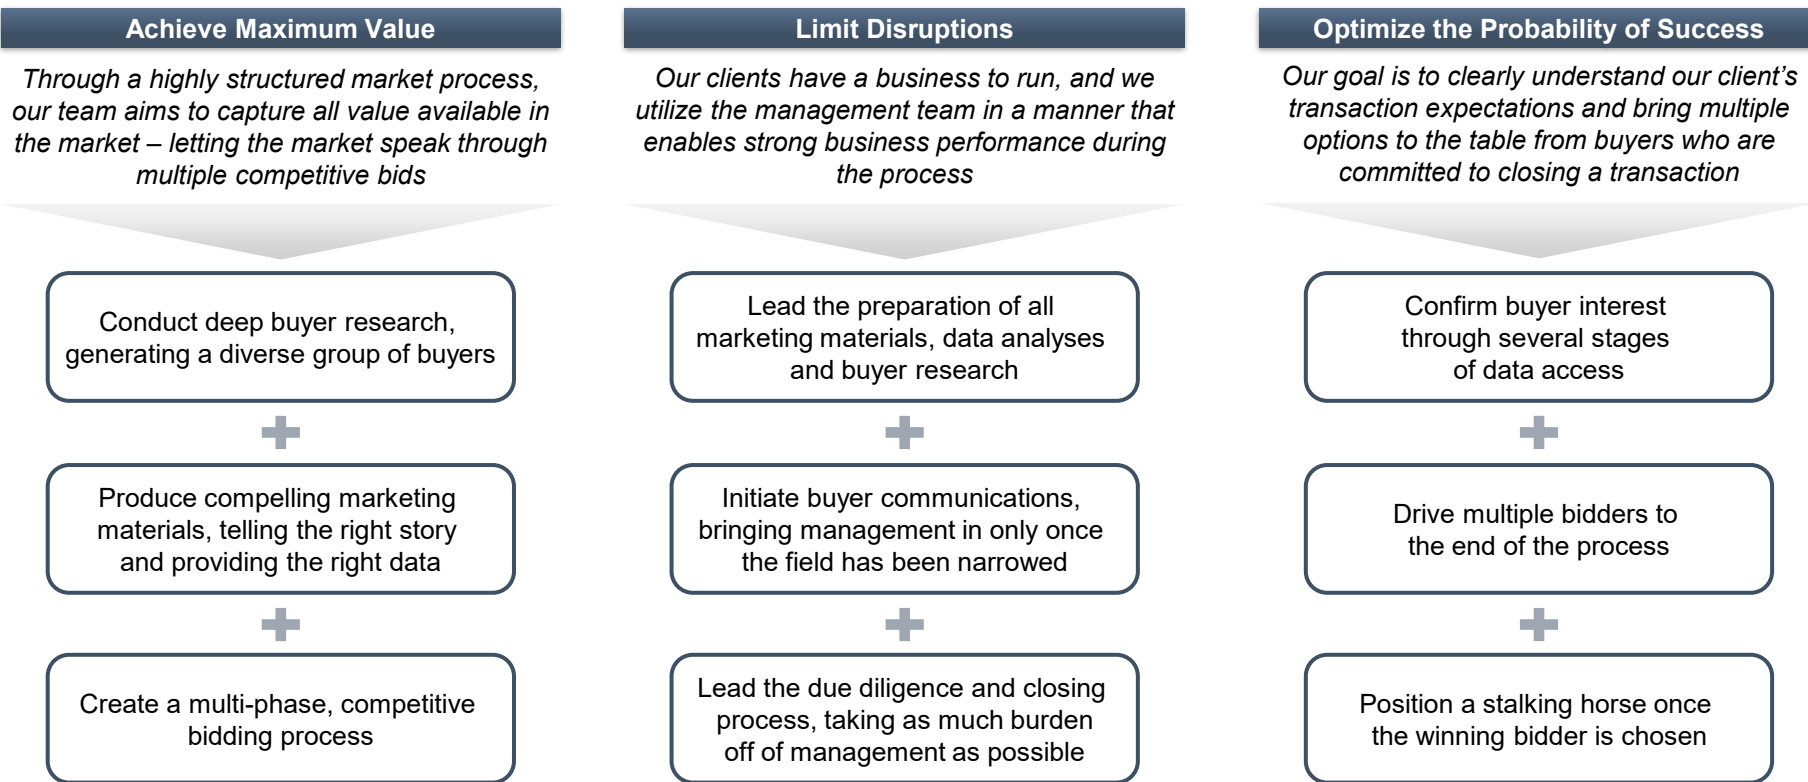 Achieve Maximum Value
Through a highly structured market process,
our team aims to capture all value available in
the market – letting the market speak through
multiple competitive bids
Conduct deep buyer research,
generating a diverse group of buyers
Produce compelling marketing
materials, telling the right story
and providing the right data
Create a multi-phase, competitive
bidding process
Limit Disruptions
Our clients have a business to run, and we
utilize the management team in a manner that
enables strong business performance during
the process
Lead the preparation of all
marketing materials, data analyses
and buyer research
Initiate buyer communications,
bringing management in only once
the field has been narrowed
Lead the due diligence and closing
process, taking as much burden
off of management as possible
Optimize the Probability of Success
Our goal is to clearly understand our client’s
transaction expectations and bring multiple
options to the table from buyers who are
committed to closing a transaction
Confirm buyer interest
through several stages
of data access
Drive multiple bidders to
the end of the process
Position a stalking horse once
the winning bidder is chosen